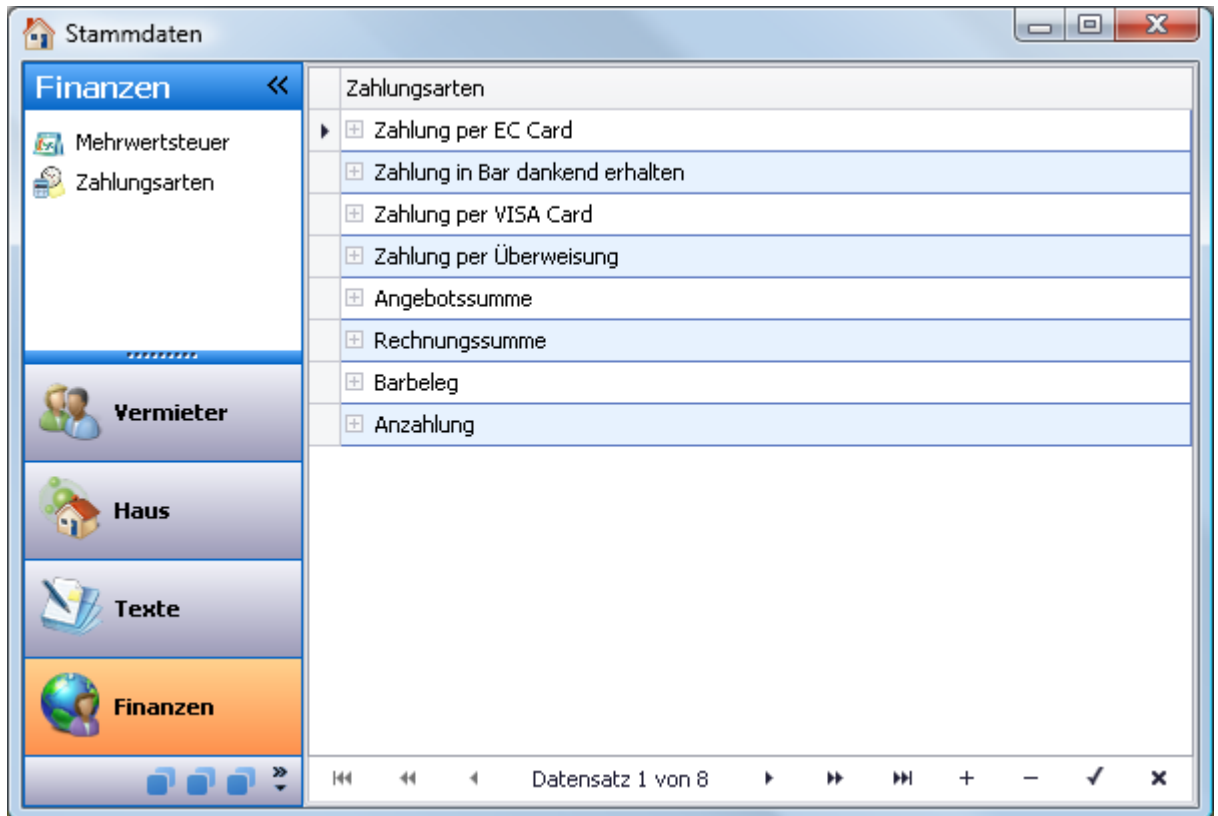 Stammdaten
Finanzen
Mehrwertsteuer
Zahlungsarten
Vermieter
Haus
Texte
Finanzen
Zahlungsarten
Zahlung per EC Card
Zahlung in Bar dankend erhalten
Zahlung per VISA Card
Zahlung per Überweisung
Angebotssumme
Rechnungssumme
Barbeleg
Anzahlung
Datensatz 1 von 8